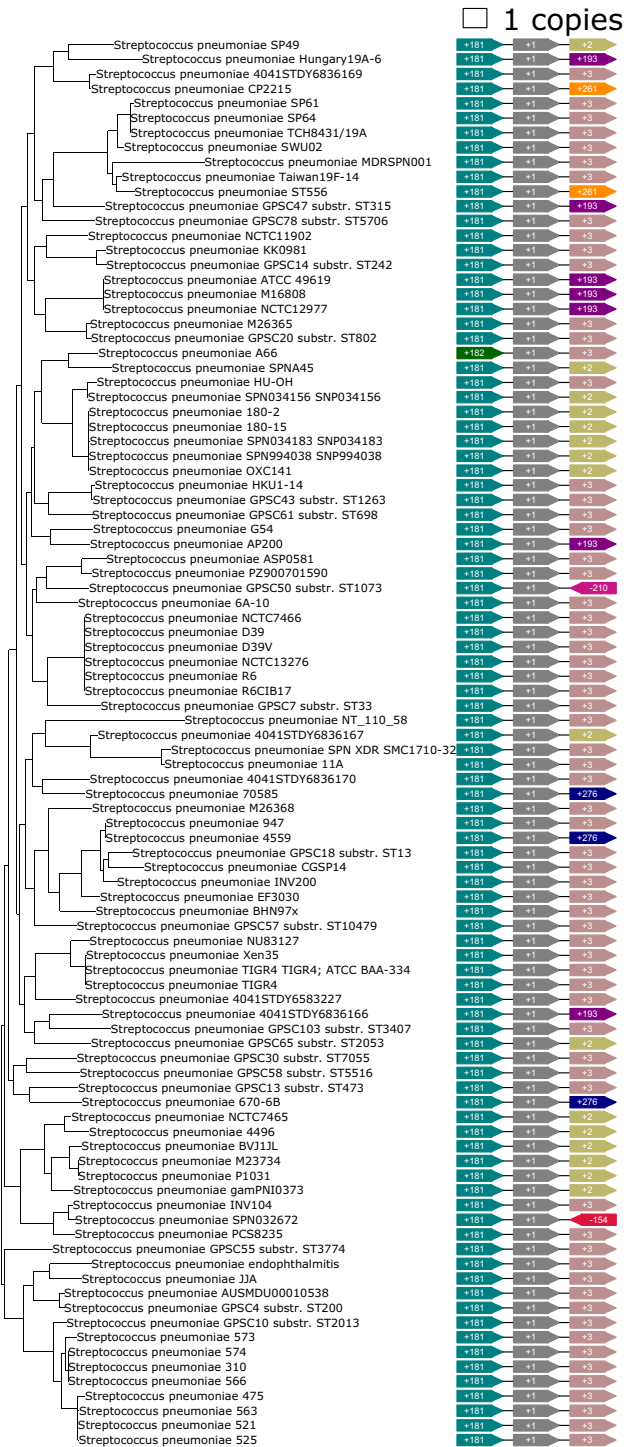 1 copies
Streptococcus pneumoniae SP49 +181 +1 +2
Streptococcus pneumoniae Hungary19A-6 +181 +1 +193
Streptococcus pneumoniae 4041STDY6836169 +181 +1 +3
Streptococcus pneumoniae CP2215 +181 +1 +261
Streptococcus pneumoniae SP61 +181 +1 +3
Streptococcus pneumoniae SP64 +181 +1 +3
Streptococcus pneumoniae TCH8431/19A +181 +1 +3
Streptococcus pneumoniae SWU02 +181 +1 +3
Streptococcus pneumoniae MDRSPN001 +181 +1 +3
Streptococcus pneumoniae Taiwan19F-14 +181 +1 +3
Streptococcus pneumoniae ST556 +181 +1 +261
Streptococcus pneumoniae GPSC47 substr. ST315 +181 +1 +193
Streptococcus pneumoniae GPSC78 substr. ST5706 +181 +1 +3
Streptococcus pneumoniae NCTC11902 +181 +1 +3
Streptococcus pneumoniae KK0981 +181 +1 +3
Streptococcus pneumoniae GPSC14 substr. ST242 +181 +1 +3
Streptococcus pneumoniae ATCC 49619 +181 +1 +193
Streptococcus pneumoniae M16808 +181 +1 +193
Streptococcus pneumoniae NCTC12977 +181 +1 +193
Streptococcus pneumoniae M26365 +181 +1 +3
Streptococcus pneumoniae GPSC20 substr. ST802 +181 +1 +3
Streptococcus pneumoniae A66 +182 +1 +3
Streptococcus pneumoniae SPNA45 +181 +1 +2
Streptococcus pneumoniae HU-OH +181 +1 +3
Streptococcus pneumoniae SPN034156 SNP034156 +181 +1 +2
Streptococcus pneumoniae 180-2 +181 +1 +2
Streptococcus pneumoniae 180-15 +181 +1 +2
Streptococcus pneumoniae SPN034183 SNP034183 +181 +1 +2
Streptococcus pneumoniae SPN994038 SNP994038 +181 +1 +2
Streptococcus pneumoniae OXC141 +181 +1 +2
Streptococcus pneumoniae HKU1-14 +181 +1 +3
Streptococcus pneumoniae GPSC43 substr. ST1263 +181 +1 +3
Streptococcus pneumoniae GPSC61 substr. ST698 +181 +1 +3
Streptococcus pneumoniae G54 +181 +1 +3
Streptococcus pneumoniae AP200 +181 +1 +193
Streptococcus pneumoniae ASP0581 +181 +1 +3
Streptococcus pneumoniae PZ900701590 +181 +1 +3
Streptococcus pneumoniae GPSC50 substr. ST1073 +181 +1 -210
Streptococcus pneumoniae 6A-10 +181 +1 +3
Streptococcus pneumoniae NCTC7466 +181 +1 +3
Streptococcus pneumoniae D39 +181 +1 +3
Streptococcus pneumoniae D39V +181 +1 +3
Streptococcus pneumoniae NCTC13276 +181 +1 +3
Streptococcus pneumoniae R6 +181 +1 +3
Streptococcus pneumoniae R6CIB17 +181 +1 +3
Streptococcus pneumoniae GPSC7 substr. ST33 +181 +1 +3
Streptococcus pneumoniae NT_110_58 +181 +1 +3
Streptococcus pneumoniae 4041STDY6836167 +181 +1 +2
Streptococcus pneumoniae SPN XDR SMC1710-32 +181 +1 +3
Streptococcus pneumoniae 11A +181 +1 +3
Streptococcus pneumoniae 4041STDY6836170 +181 +1 +3
Streptococcus pneumoniae 70585 +181 +1 +276
Streptococcus pneumoniae M26368 +181 +1 +3
Streptococcus pneumoniae 947 +181 +1 +3
Streptococcus pneumoniae 4559 +181 +1 +276
Streptococcus pneumoniae GPSC18 substr. ST13 +181 +1 +3
Streptococcus pneumoniae CGSP14 +181 +1 +3
Streptococcus pneumoniae INV200 +181 +1 +3
Streptococcus pneumoniae EF3030 +181 +1 +3
Streptococcus pneumoniae BHN97x +181 +1 +3
Streptococcus pneumoniae GPSC57 substr. ST10479 +181 +1 +3
Streptococcus pneumoniae NU83127 +181 +1 +3
Streptococcus pneumoniae Xen35 +181 +1 +3
Streptococcus pneumoniae TIGR4 TIGR4; ATCC BAA-334 +181 +1 +3
Streptococcus pneumoniae TIGR4 +181 +1 +3
Streptococcus pneumoniae 4041STDY6583227 +181 +1 +3
Streptococcus pneumoniae 4041STDY6836166 +181 +1 +193
Streptococcus pneumoniae GPSC103 substr. ST3407 +181 +1 +3
Streptococcus pneumoniae GPSC65 substr. ST2053 +181 +1 +2
Streptococcus pneumoniae GPSC30 substr. ST7055 +181 +1 +3
Streptococcus pneumoniae GPSC58 substr. ST5516 +181 +1 +3
Streptococcus pneumoniae GPSC13 substr. ST473 +181 +1 +3
Streptococcus pneumoniae 670-6B +181 +1 +276
Streptococcus pneumoniae NCTC7465 +181 +1 +2
Streptococcus pneumoniae 4496 +181 +1 +2
Streptococcus pneumoniae BVJ1JL +181 +1 +2
Streptococcus pneumoniae M23734 +181 +1 +2
Streptococcus pneumoniae P1031 +181 +1 +2
Streptococcus pneumoniae gamPNI0373 +181 +1 +2
Streptococcus pneumoniae INV104 +181 +1 +3
Streptococcus pneumoniae SPN032672 +181 +1 -154
Streptococcus pneumoniae PCS8235 +181 +1 +3
Streptococcus pneumoniae GPSC55 substr. ST3774 +181 +1 +3
Streptococcus pneumoniae endophthalmitis +181 +1 +3
Streptococcus pneumoniae JJA +181 +1 +3
Streptococcus pneumoniae AUSMDU00010538 +181 +1 +3
Streptococcus pneumoniae GPSC4 substr. ST200 +181 +1 +3
Streptococcus pneumoniae GPSC10 substr. ST2013 +181 +1 +3
Streptococcus pneumoniae 573 +181 +1 +3
Streptococcus pneumoniae 574 +181 +1 +3
Streptococcus pneumoniae 310 +181 +1 +3
Streptococcus pneumoniae 566 +181 +1 +3
Streptococcus pneumoniae 475 +181 +1 +3
Streptococcus pneumoniae 563 +181 +1 +3
Streptococcus pneumoniae 521 +181 +1 +3
Streptococcus pneumoniae 525 +181 +1 +3